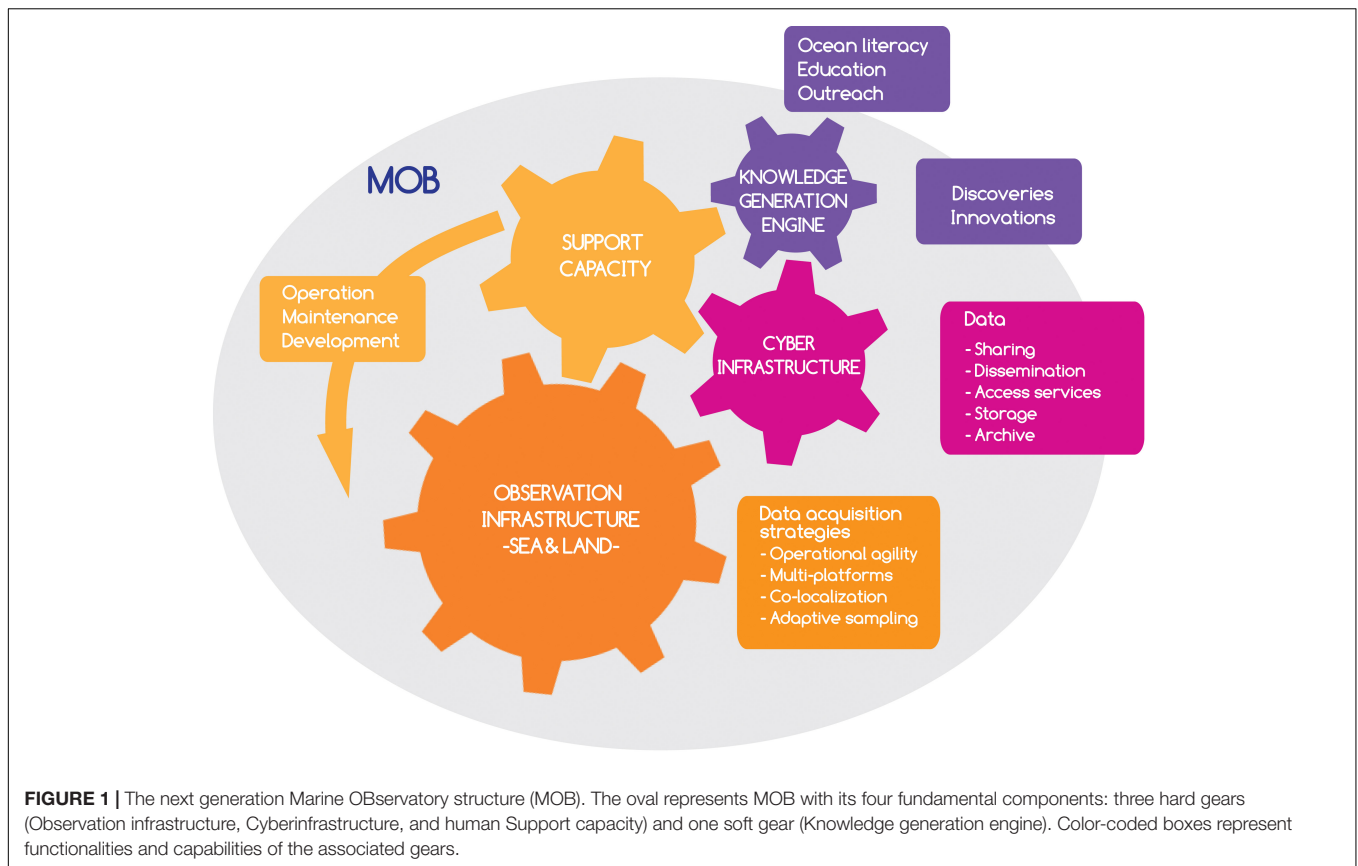 Ocean literacy
Education
Outreach
MOB
KNOWLEDGE
GENERATION
ENGINE
Discoveries
Innovations
SUPPORT
CAPACITY
Operation
Maintenance
Development
CYBER
INFRASTRUCTURE
Data
- Sharing
- Dissemination
- Access services
- Storage
- Archive
OBSERVATION
INFRASTRUCTURE
-SEA & LAND-
Data acquisition
strategies
- Operational agility
- Multi-platforms
- Co-localization
- Adaptive sampling
FIGURE 1 | The next generation Marine OBservatory structure (MOB). The oval represents MOB with its four fundamental components: three hard gears
(Observation infrastructure, Cyberinfrastructure, and human Support capacity) and one soft gear (Knowledge generation engine). Color-coded boxes represent
functionalities and capabilities of the associated gears.